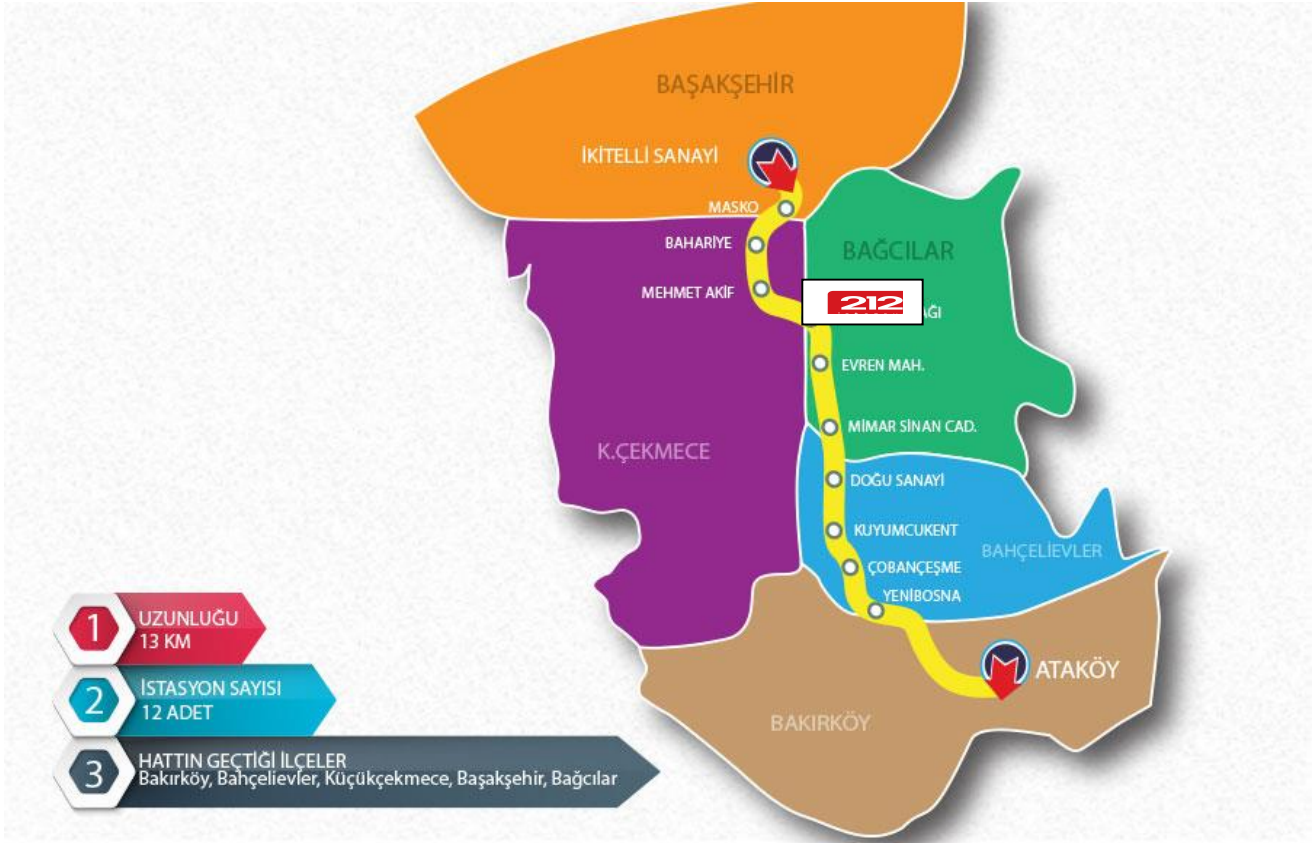 BAŞAKŞEHİR
İKİTELLİ SANAYİ
MASKO
BAHARİYE
BAĞCILAR
MEHMET AKİF
212
AĞI
EVREN MAH.
MİMAR SİNAN CAD.
K.ÇEKMECE
DOĞU SANAYİ
KUYUMCUKENT
BAHÇELİEVLER
ÇOBANÇEŞME
YENİBOSNA
ATAKÖY
BAKIRKÖY
1
UZUNLUĞU
13 KM
2
İSTASYON SAYISI
12 ADET
3
HATTIN GEÇTİĞİ İLÇELER
Bakırköy, Bahçelievler, Küçükçekmece, Başakşehir, Bağcılar